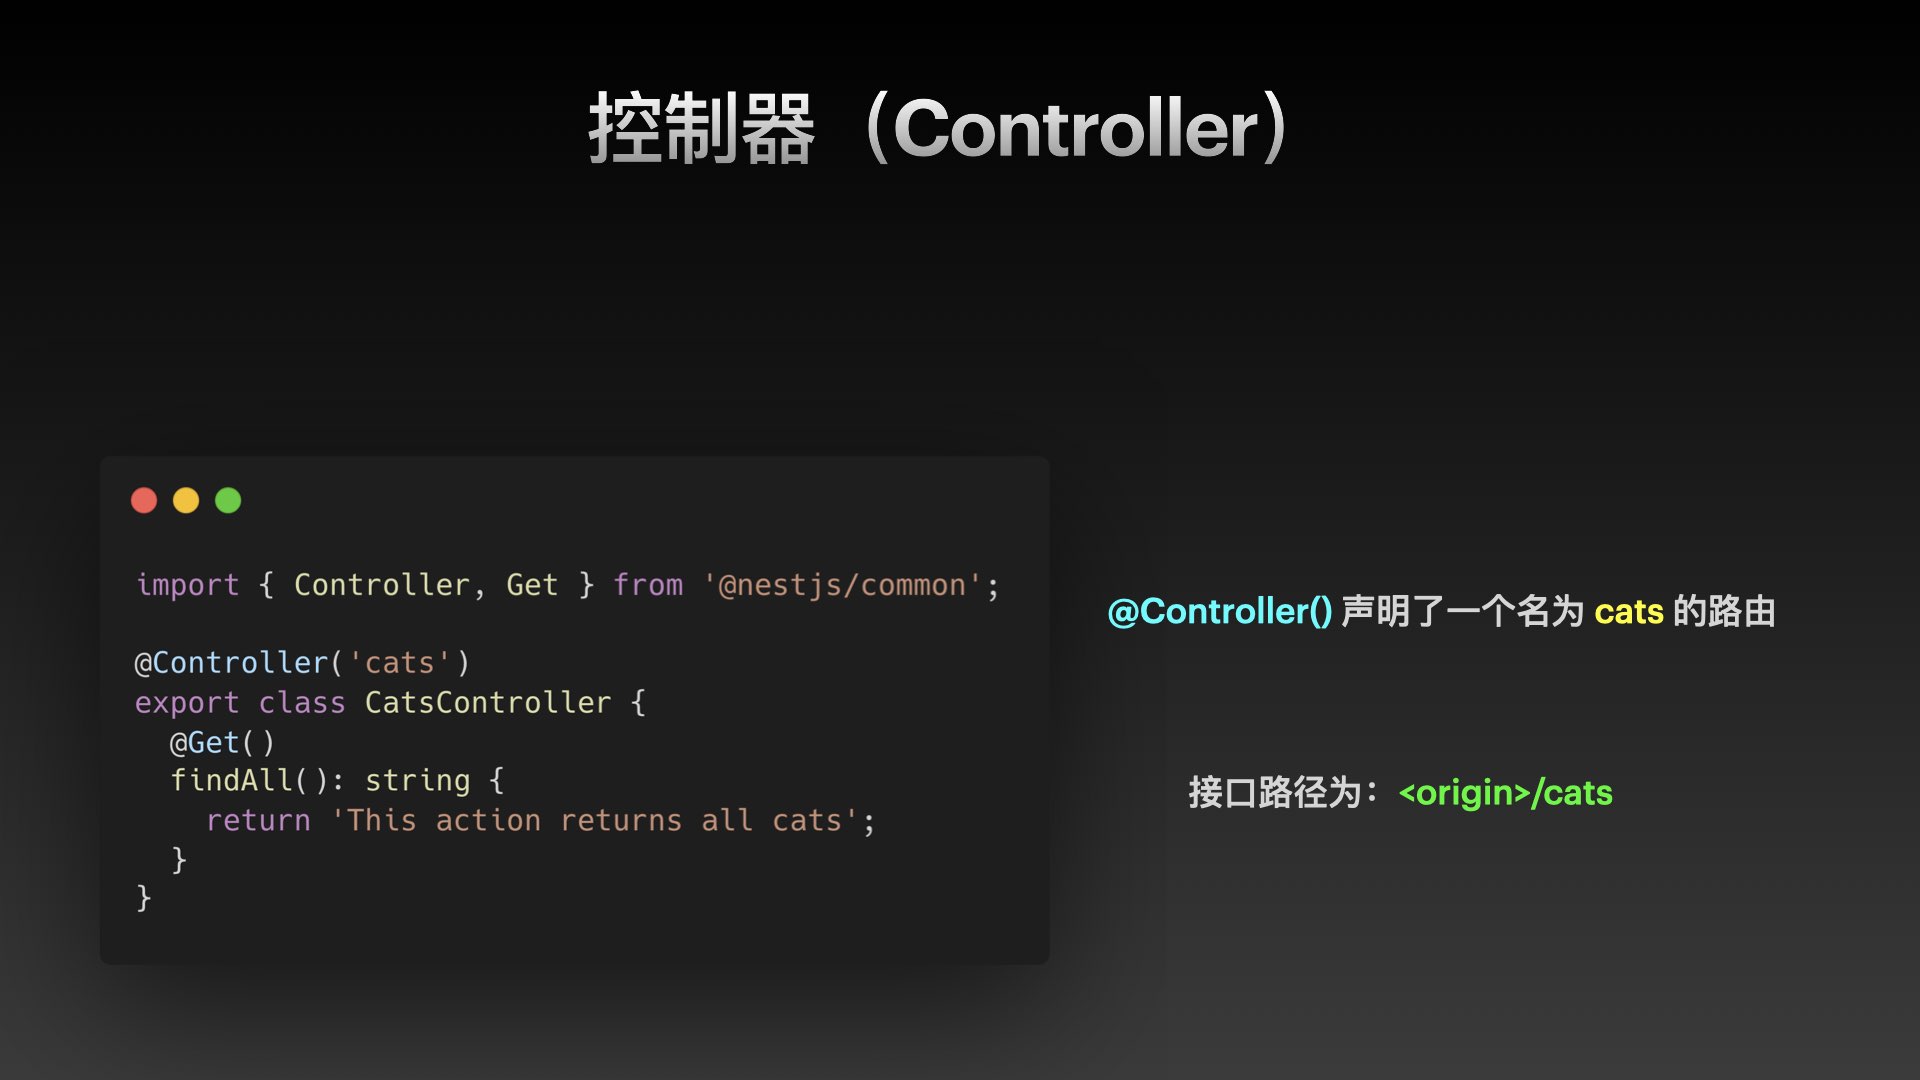 控制器（Controller）
import { Controller, Get } from '@nestjs/common';
@Controller('cats')
export class CatsController {
  @Get()
  findAll(): string {
    return 'This action returns all cats';
  }
}
@Controller() 声明了一个名为 cats 的路由
接口路径为：<origin>/cats